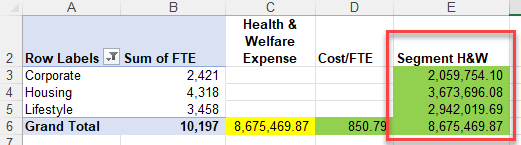 A B C D E
Health &
Welfare
2 Row Labels Sum of FTE Expense Cost/FTE Segment H&W
3 Corporate 2,421 2,059,754.10
4 Housing 4,318 3,673,696.08
5 Lifestyle 3,458 2,942,019.69
6 Grand Total 10,197 8,675,469.87 850.79 8,675,469.87